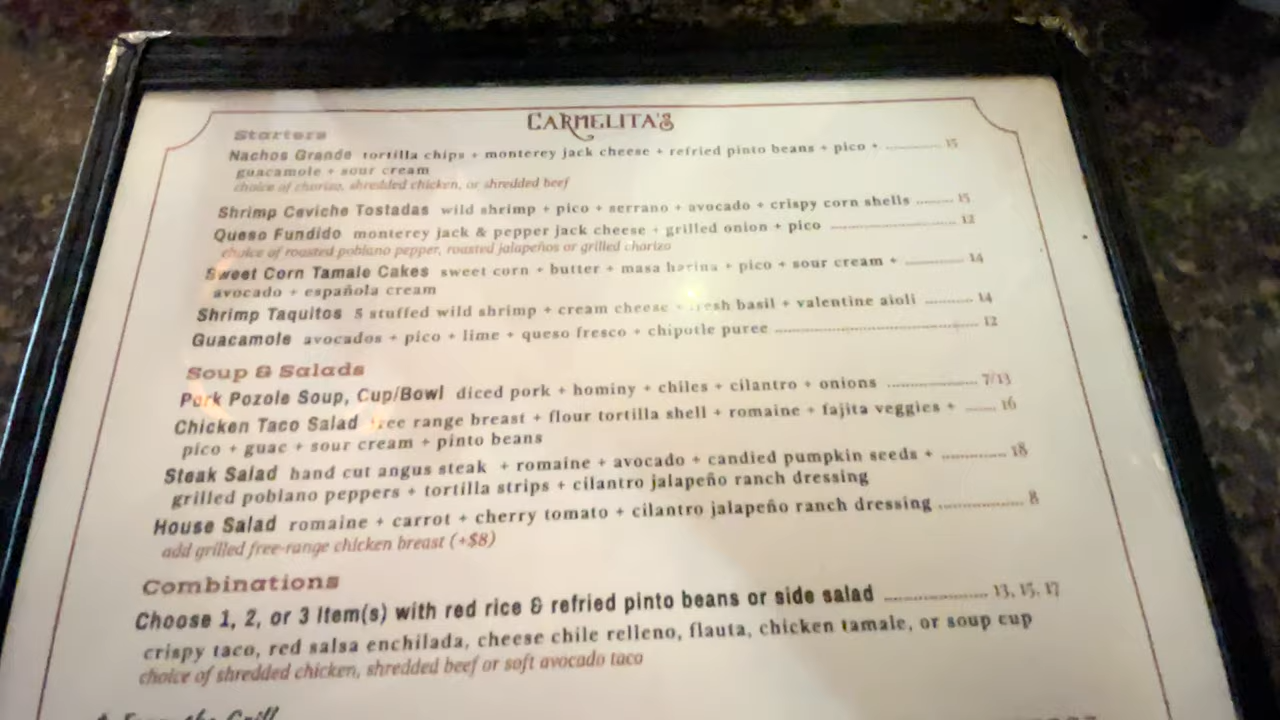 CARMELITA'S
Starters
Nachos Grande tortilla chips + monterey jack cheese + refried pinto beans + pico + .......... 15
guacamole + sour cream
choice of chorizo, shredded chicken, or shredded beef
Shrimp Ceviche Tostadas wild shrimp + pico + serrano + avocado + crispy corn shells .......... 15
Queso Fundido monterey jack & pepper jack cheese + grilled onion + pico .......... 12
choice of roasted poblano pepper, roasted jalapeños or grilled chorizo
Sweet Corn Tamale Cakes sweet corn + butter + masa harina + pico + sour cream + .......... 14
avocado + española cream
Shrimp Taquitos 5 stuffed wild shrimp + cream cheese + fresh basil + valentine aioli .......... 14
Guacamole avocados + pico + lime + queso fresco + chipotle puree .......... 12
Soup & Salads
Pork Pozole Soup, Cup/Bowl diced pork + hominy + chiles + cilantro + onions .......... 7/13
Chicken Taco Salad free range breast + flour tortilla shell + romaine + fajita veggies + .......... 16
pico + guac + sour cream + pinto beans
Steak Salad hand cut angus steak + romaine + avocado + candied pumpkin seeds + .......... 18
grilled poblano peppers + tortilla strips + cilantro jalapeño ranch dressing
House Salad romaine + carrot + cherry tomato + cilantro jalapeño ranch dressing .......... 8
add grilled free-range chicken breast (+$8)
Combinations
Choose 1, 2, or 3 Item(s) with red rice & refried pinto beans or side salad .......... 13, 15, 17
crispy taco, red salsa enchilada, cheese chile relleno, flauta, chicken tamale, or soup cup
choice of shredded chicken, shredded beef or soft avocado taco
From the Grill